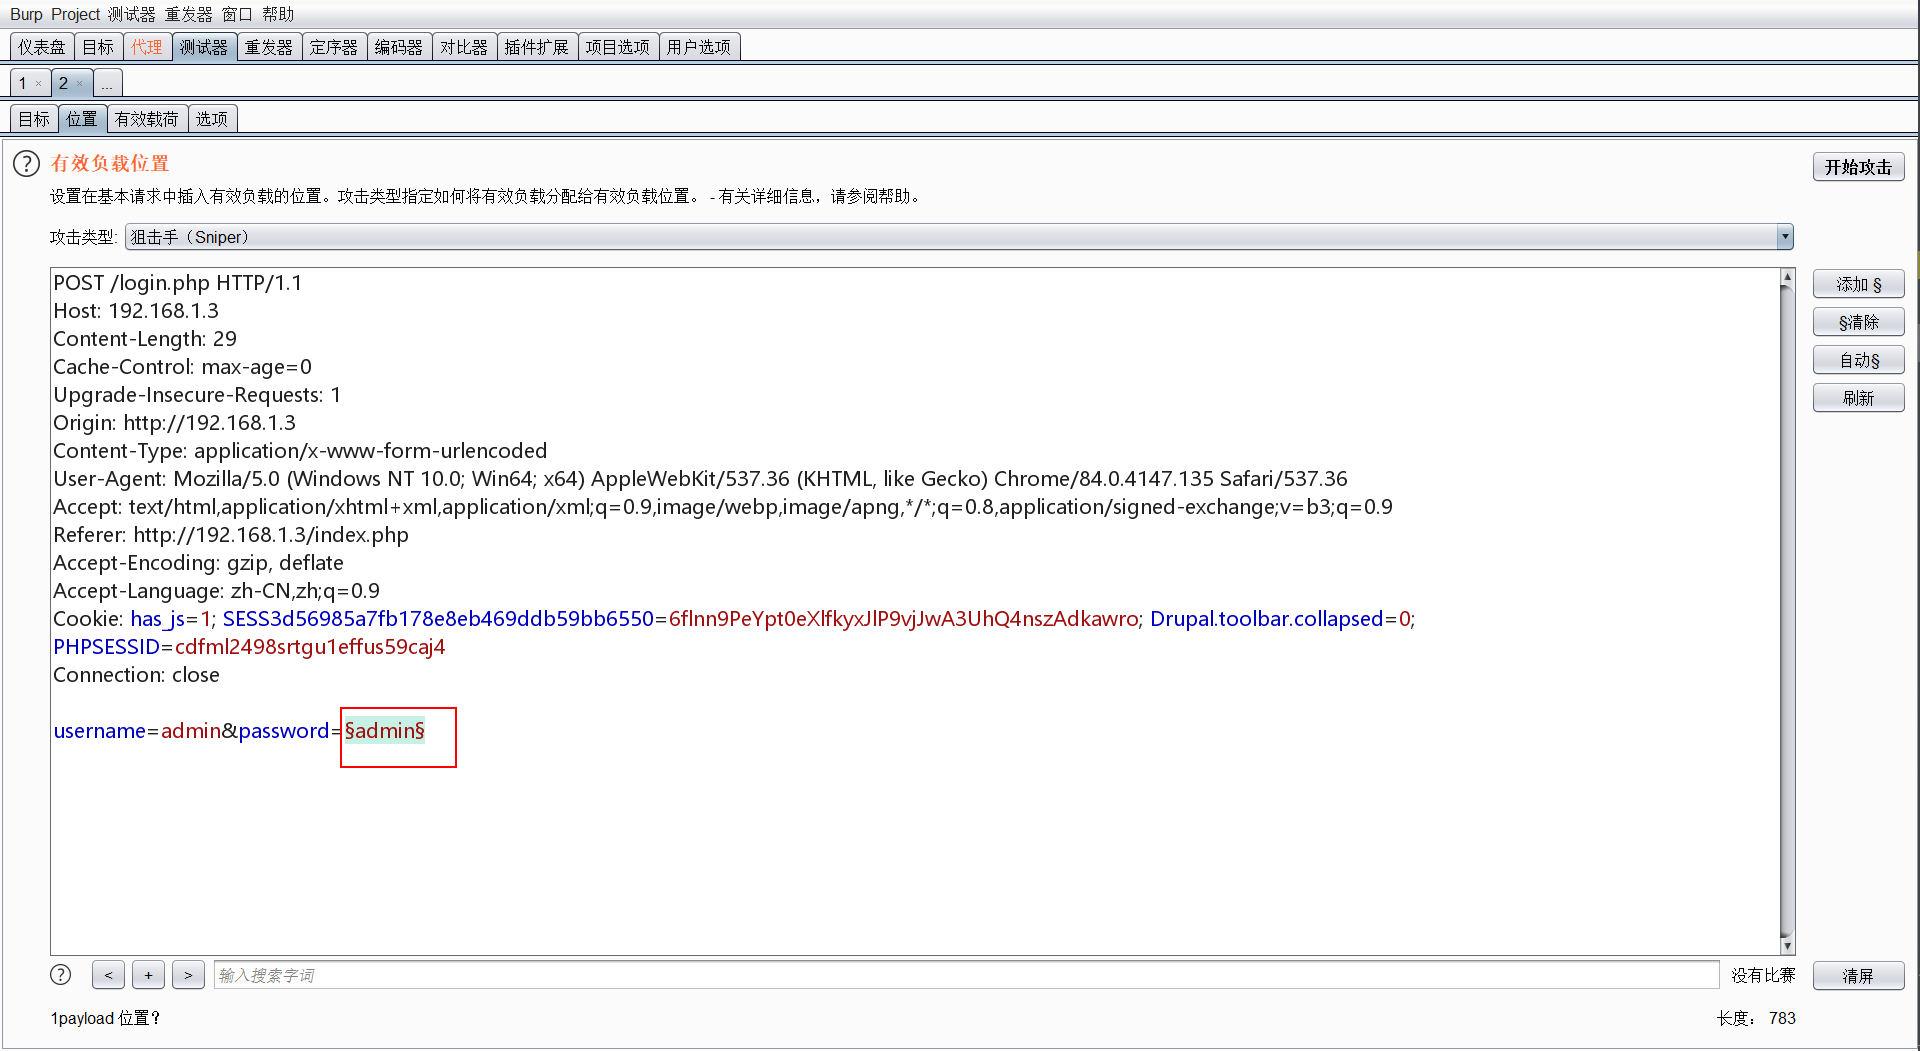 Burp Project 测试器 重发器 窗口 帮助
仪表盘 目标 代理 测试器 重发器 定序器 编码器 对比器 插件扩展 项目选项 用户选项
1 × 2 × ...
目标 位置 有效载荷 选项
? 有效负载位置
开始攻击
设置在基本请求中插入有效负载的位置。攻击类型指定如何将有效负载分配给有效负载位置。 - 有关详细信息，请参阅帮助。
攻击类型: 狙击手（Sniper）
POST /login.php HTTP/1.1
Host: 192.168.1.3
Content-Length: 29
Cache-Control: max-age=0
Upgrade-Insecure-Requests: 1
Origin: http://192.168.1.3
Content-Type: application/x-www-form-urlencoded
User-Agent: Mozilla/5.0 (Windows NT 10.0; Win64; x64) AppleWebKit/537.36 (KHTML, like Gecko) Chrome/84.0.4147.135 Safari/537.36
Accept: text/html,application/xhtml+xml,application/xml;q=0.9,image/webp,image/apng,*/*;q=0.8,application/signed-exchange;v=b3;q=0.9
Referer: http://192.168.1.3/index.php
Accept-Encoding: gzip, deflate
Accept-Language: zh-CN,zh;q=0.9
Cookie: has_js=1; SESS3d56985a7fb178e8eb469ddb59bb6550=6flnn9PeYpt0eXlfkyxJlP9vjJwA3UhQ4nszAdkawro; Drupal.toolbar.collapsed=0;
PHPSESSID=cdfml2498srtgu1effus59caj4
Connection: close
username=admin&password=§admin§
添加 §
§清除
自动§
刷新
? < + > 输入搜索字词 没有比赛 清屏
1payload 位置? 长度： 783